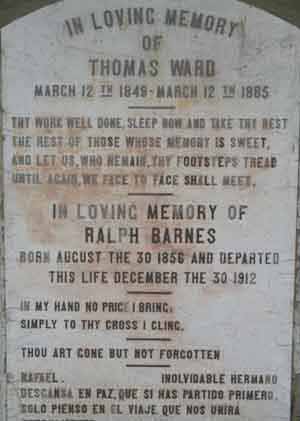 IN LOVING MEMORY
OF
THOMAS WARD
MARCH 12 TH 1849-MARCH 12 TH 1885
THY WORK WELL DONE, SLEEP NOW AND TAKE THY REST
THE REST OF THOSE WHOSE MEMORY IS SWEET,
AND LET US, WHO REMAIN, THY FOOTSTEPS TREAD
UNTIL AGAIN, WE FACE TO FACE SHALL MEET.
IN LOVING MEMORY OF
RALPH BARNES
BORN AUGUST THE 30 1856 AND DEPARTED
THIS LIFE DECEMBER THE 30 1912
IN MY HAND NO PRICE I BRING;
SIMPLY TO THY CROSS I CLING.
THOU ART GONE BUT NOT FORGOTTEN
RAFAEL. INOLVIDABLE HERMANO
DESCANSA EN PAZ, QUE SI HAS PARTIDO PRIMERO.
SOLO PIENSO EN EL VIAJE QUE NOS UNIRA